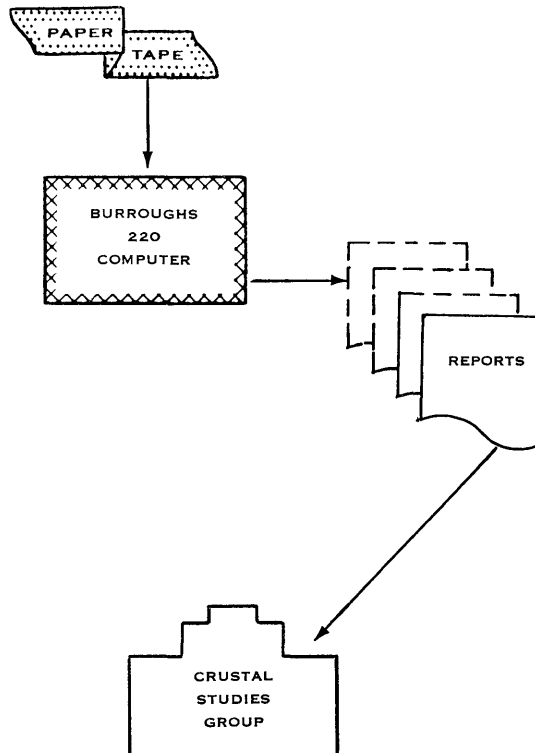 PAPER
TAPE
BURROUGHS
220
COMPUTER
REPORTS
CRUSTAL
STUDIES
GROUP